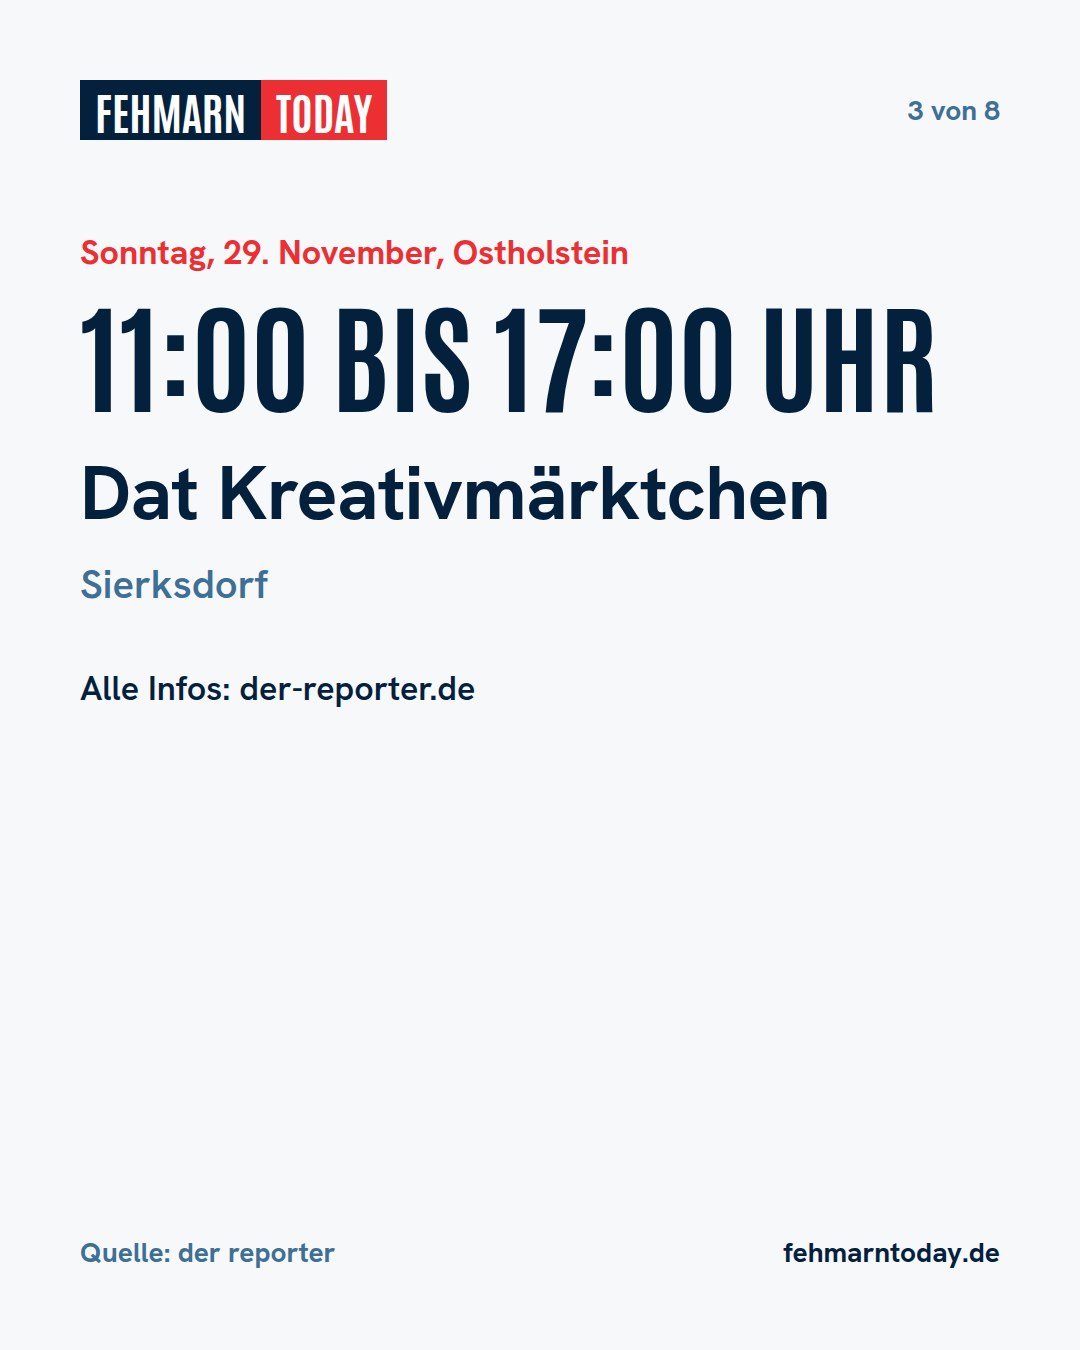 FEHMARN TODAY
3 von 8
Sonntag, 29. November, Ostholstein
11:00 BIS 17:00 UHR
Dat Kreativmärktchen
Sierksdorf
Alle Infos: der-reporter.de
Quelle: der reporter
fehmarntoday.de